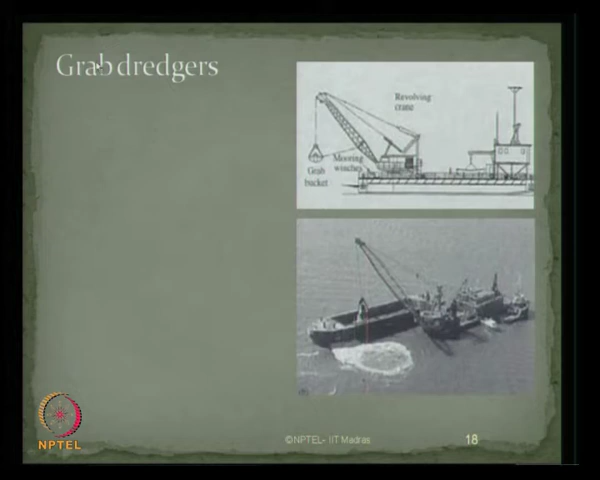 Grab dredgers
Revolving
crane
Mooring
winches
Grab
bucket
NPTEL
©NPTEL- IIT Madras
18